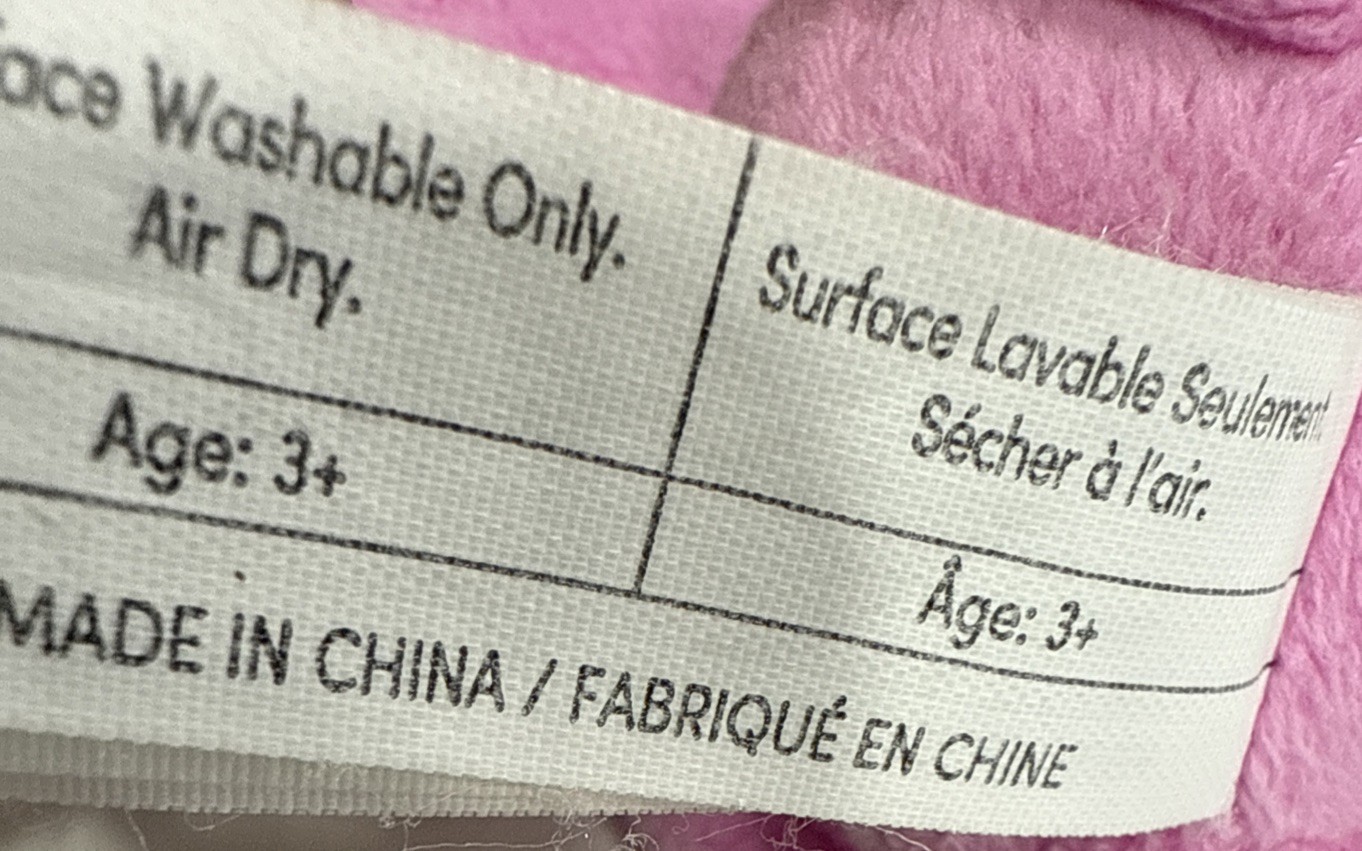 ace Washable Only.
Air Dry.
Surface Lavable Seulement
Sécher à l'air.
Age: 3+
Âge: 3+
MADE IN CHINA / FABRIQUÉ EN CHINE